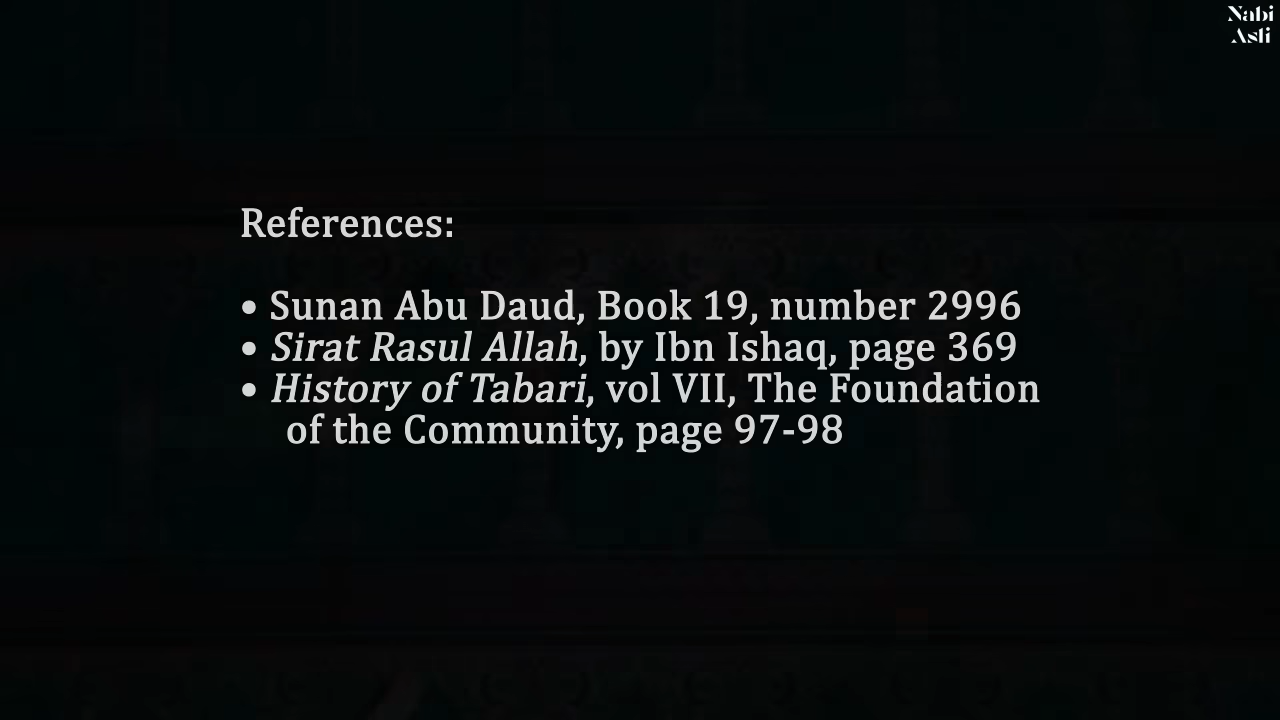 Nabi
Asli
References:
• Sunan Abu Daud, Book 19, number 2996
• Sirat Rasul Allah, by Ibn Ishaq, page 369
• History of Tabari, vol VII, The Foundation
of the Community, page 97-98